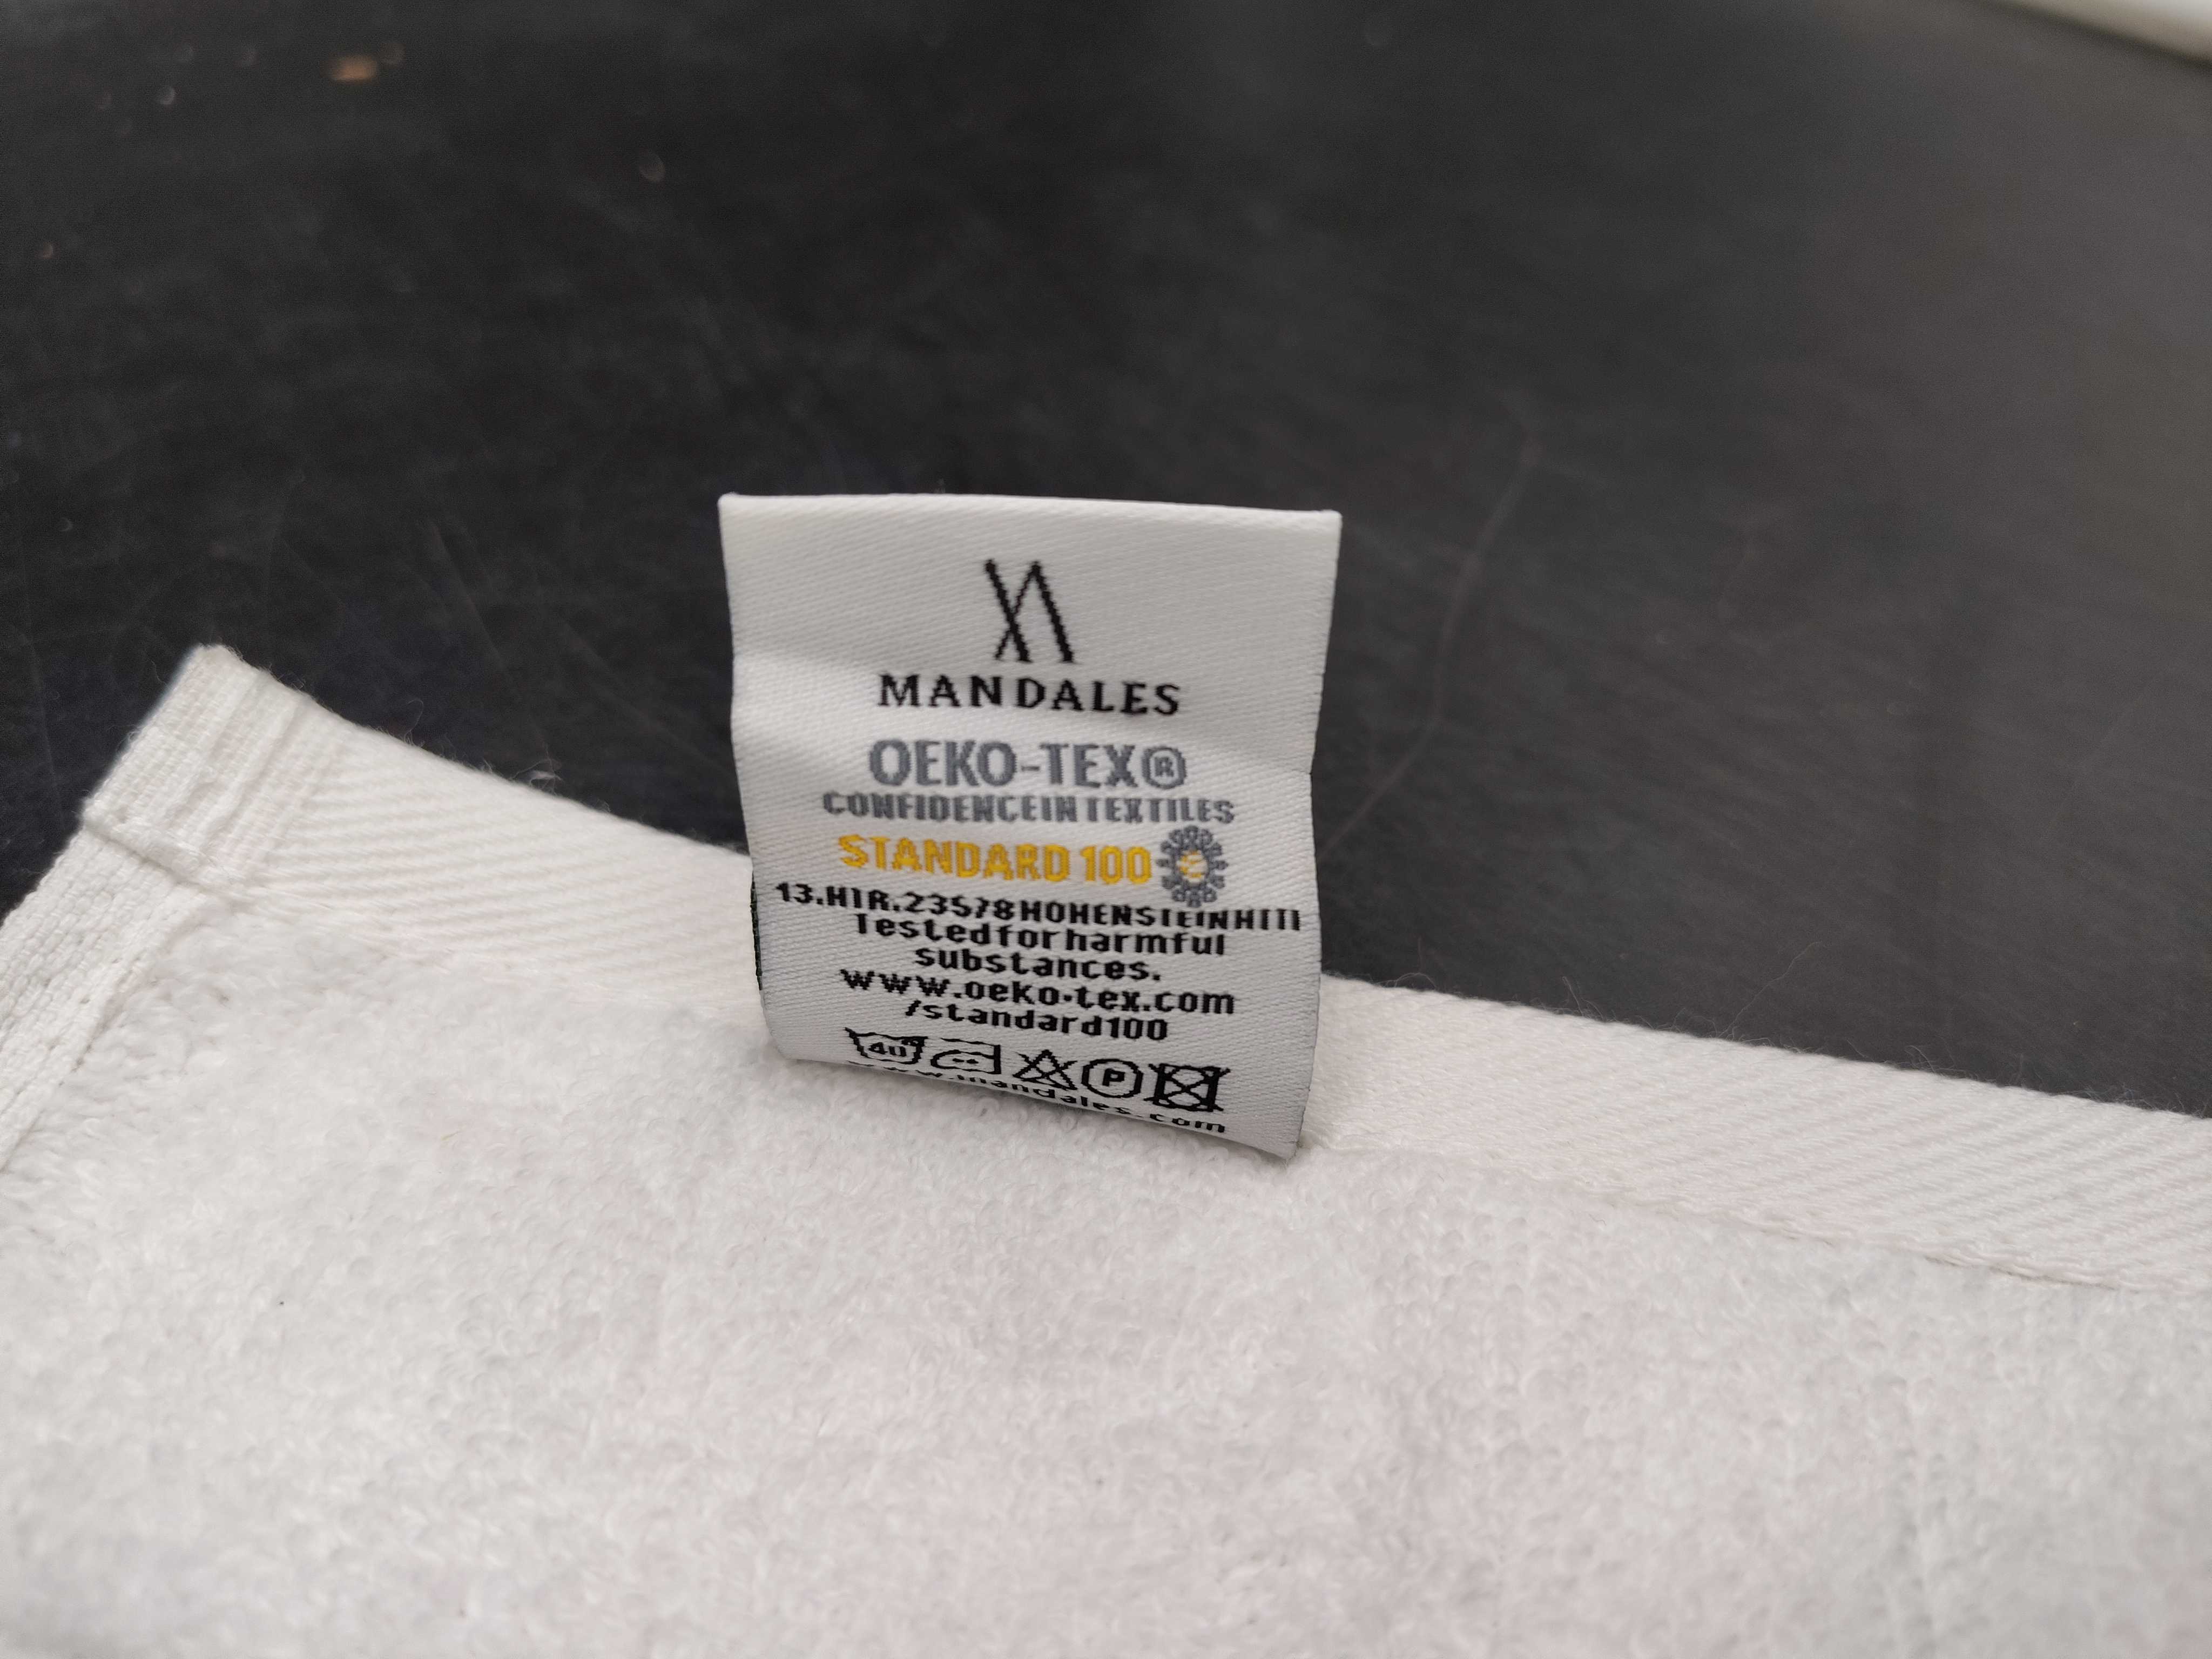 MANDALES
OEKO-TEX®
CONFIDENCE IN TEXTILES
STANDARD 100
13.HIR.23578 HOHENSTEIN HTTI
Tested for harmful
substances.
www.oeko-tex.com
/standard100
40 P
www.mandales.com